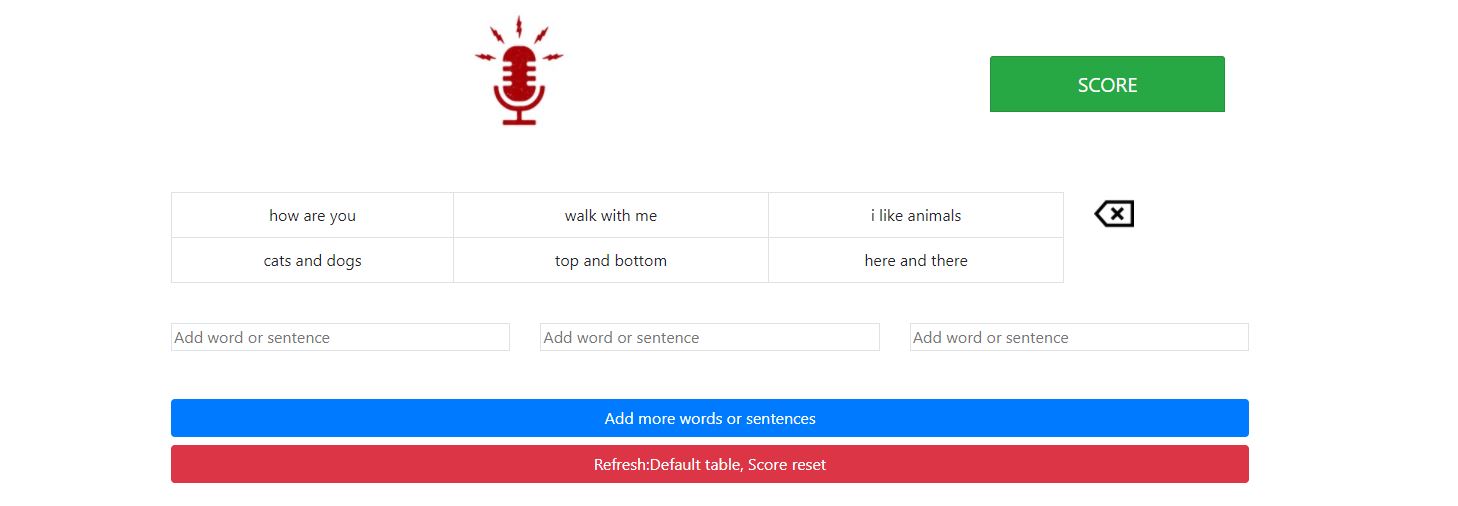 SCORE
how are you walk with me i like animals
cats and dogs top and bottom here and there
Add word or sentence Add word or sentence Add word or sentence
Add more words or sentences
Refresh:Default table, Score reset